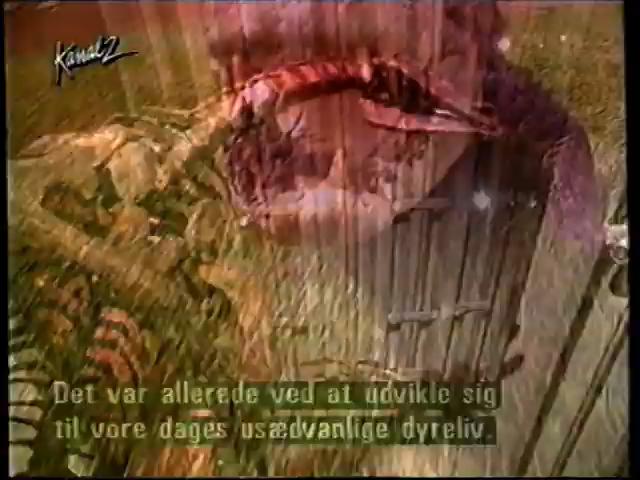 Kanal 2
Det var allerede ved at udvikle sig
til vore dages usædvanlige dyreliv.